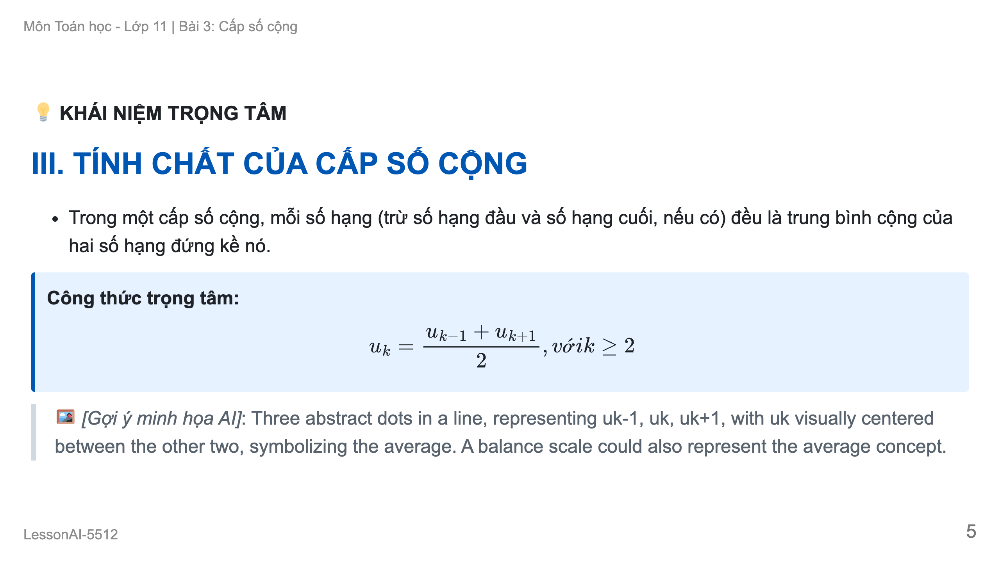 Môn Toán học - Lớp 11 | Bài 3: Cấp số cộng
💡 KHÁI NIỆM TRỌNG TÂM
III. TÍNH CHẤT CỦA CẤP SỐ CỘNG
• Trong một cấp số cộng, mỗi số hạng (trừ số hạng đầu và số hạng cuối, nếu có) đều là trung bình cộng của
hai số hạng đứng kề nó.
Công thức trọng tâm:
u_k = \frac{u_{k-1} + u_{k+1}}{2}, vớik ≥ 2
🖼️ [Gợi ý minh họa AI]: Three abstract dots in a line, representing uk-1, uk, uk+1, with uk visually centered
between the other two, symbolizing the average. A balance scale could also represent the average concept.
LessonAI-5512
5